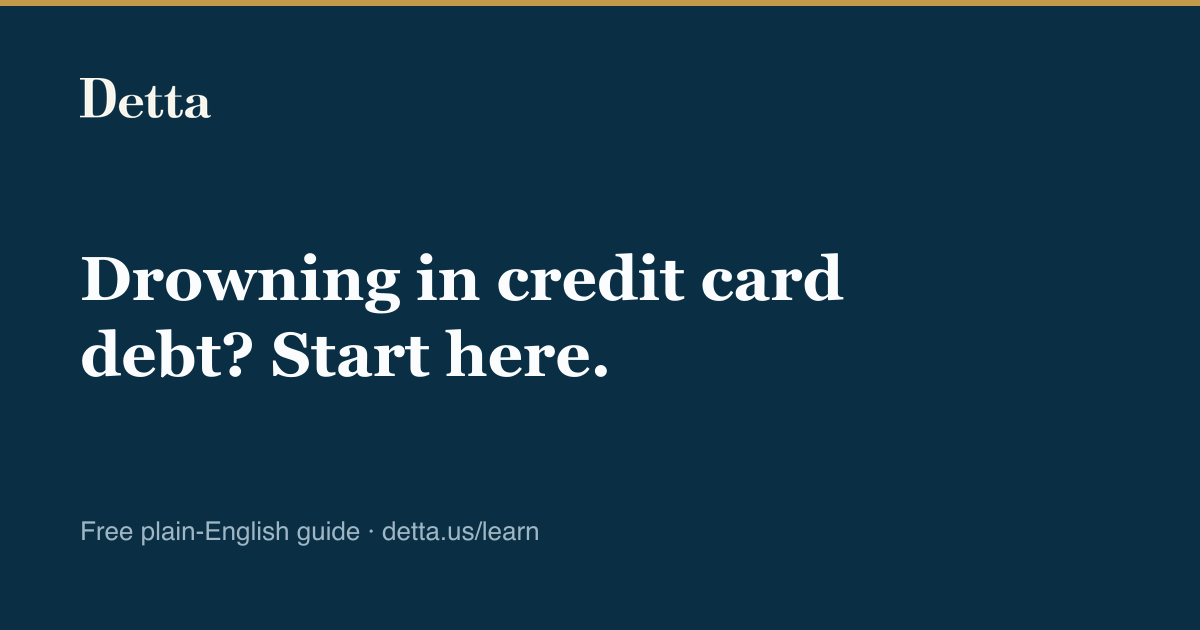 Detta
Drowning in credit card
debt? Start here.
Free plain-English guide · detta.us/learn